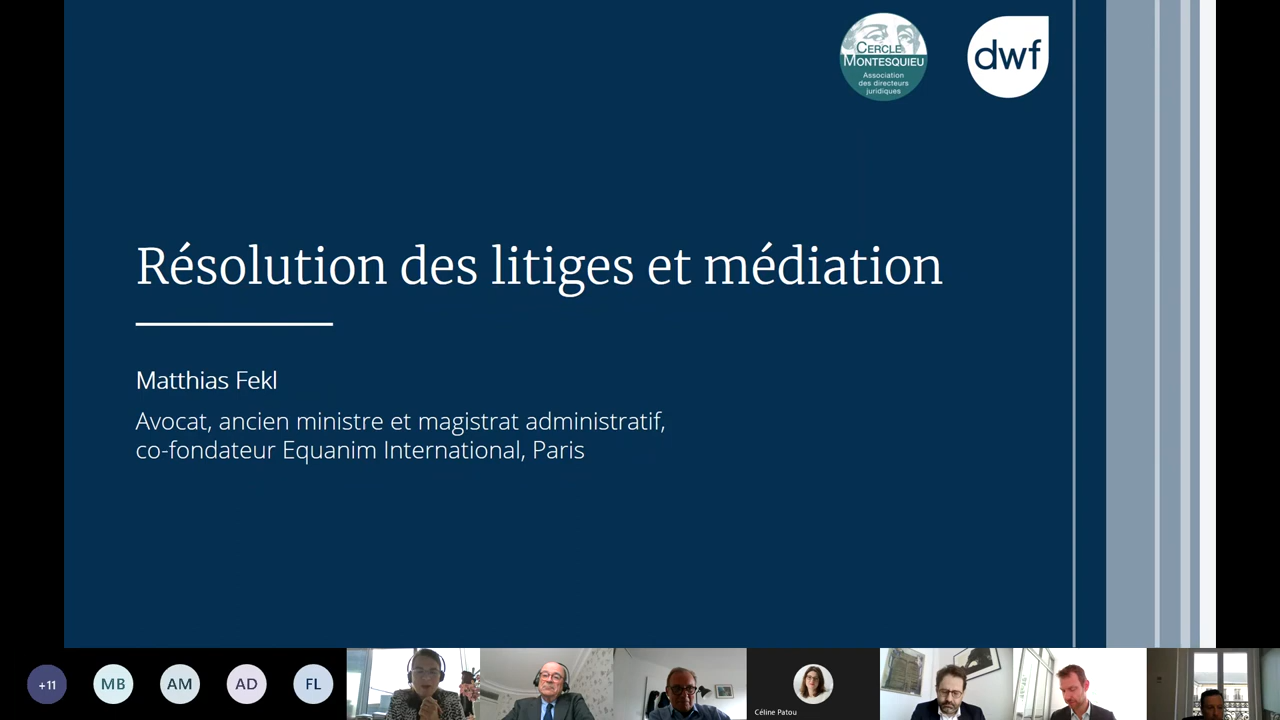 CERCLE
MONTESQUIEU
Association
des directeurs
juridiques
dwf
Résolution des litiges et médiation
Matthias Fekl
Avocat, ancien ministre et magistrat administratif,
co-fondateur Equanim International, Paris
+11
MB
AM
AD
FL
Céline Patou